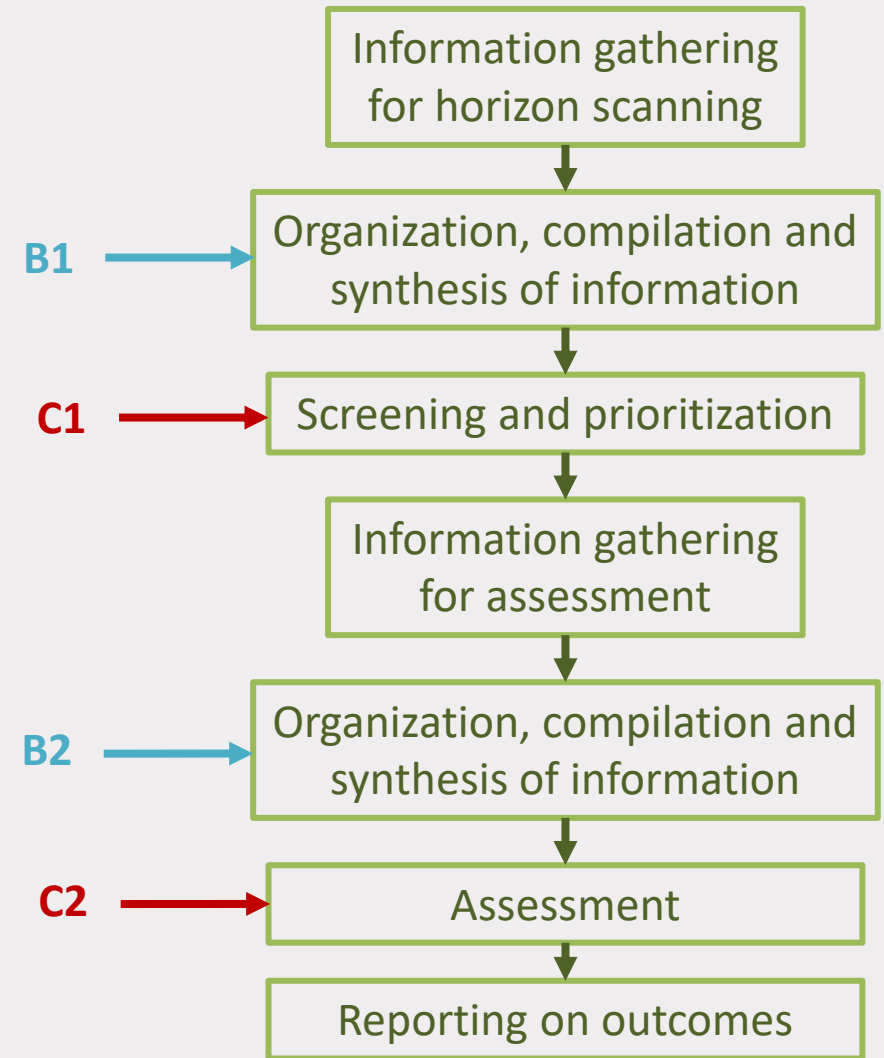 Information gathering
for horizon scanning
B1
Organization, compilation and
synthesis of information
C1
Screening and prioritization
Information gathering
for assessment
B2
Organization, compilation and
synthesis of information
C2
Assessment
Reporting on outcomes